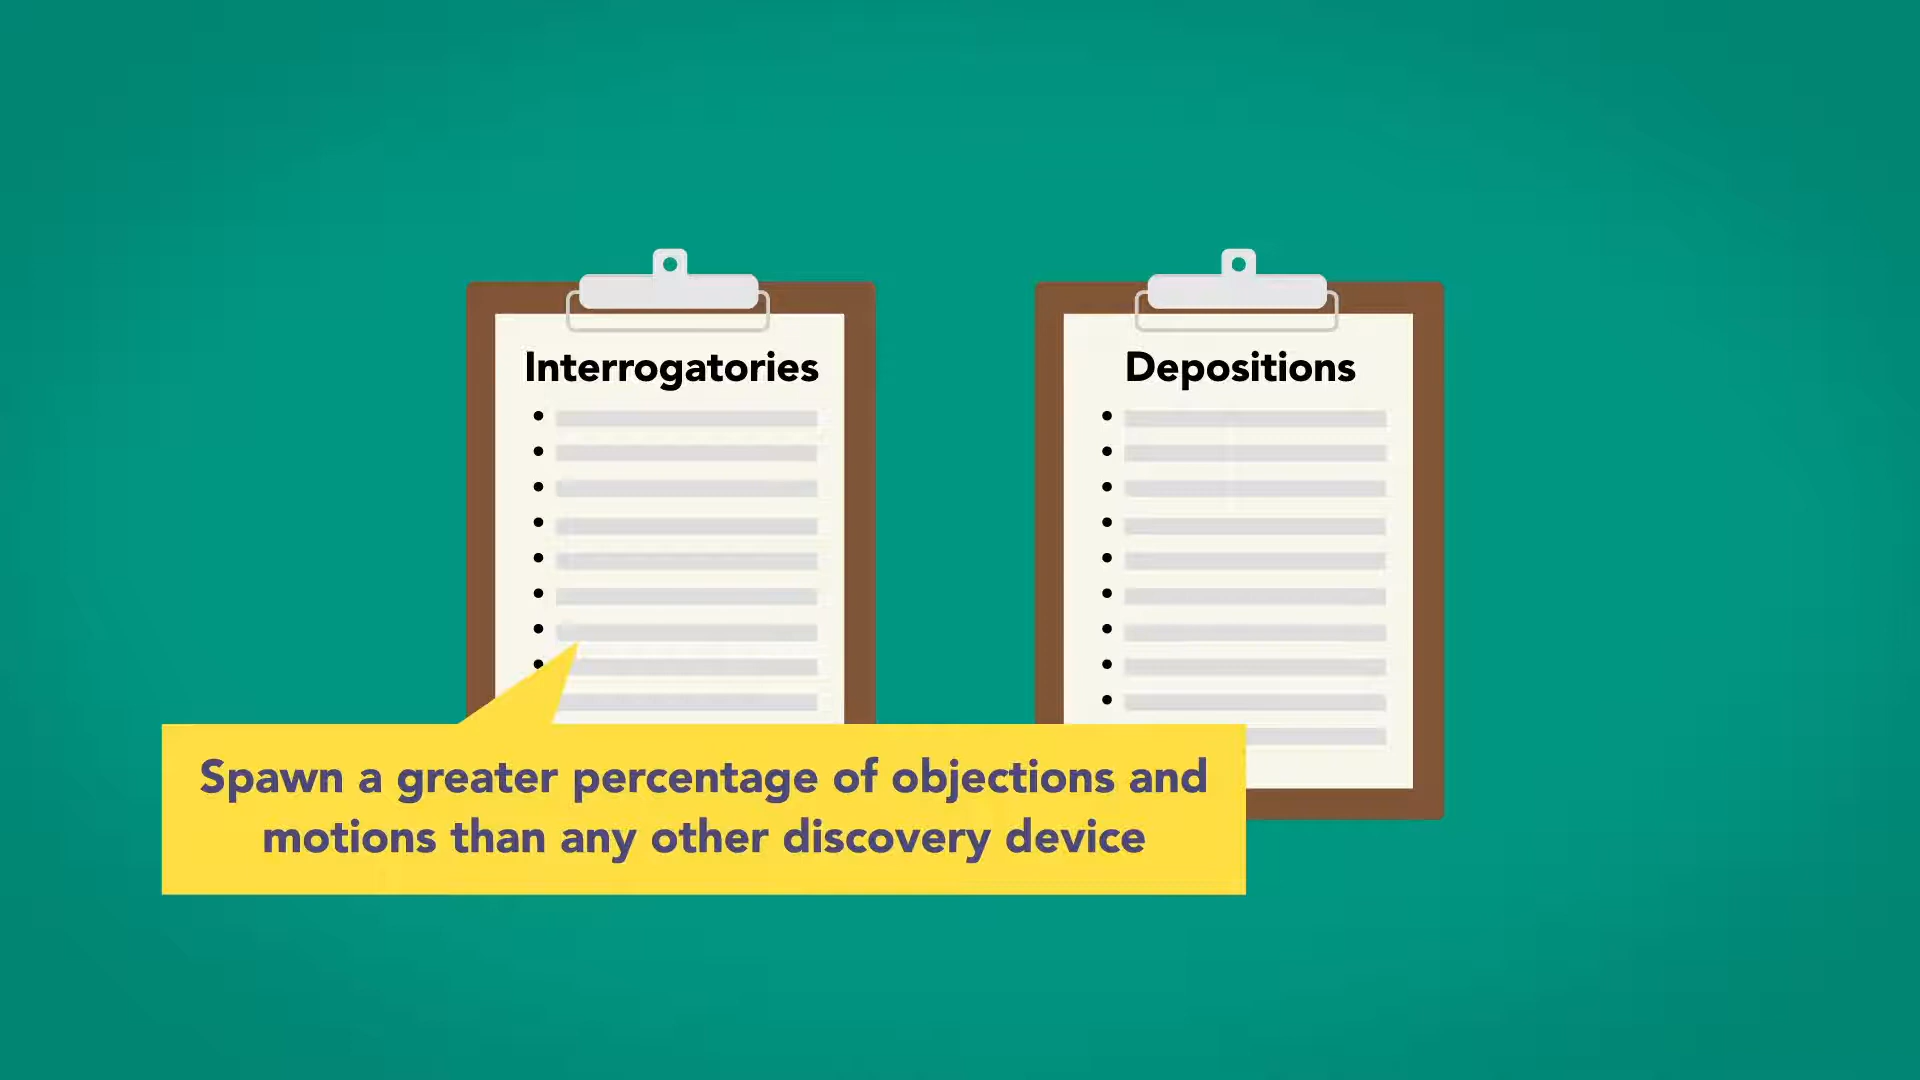 Interrogatories
Depositions
Spawn a greater percentage of objections and
motions than any other discovery device